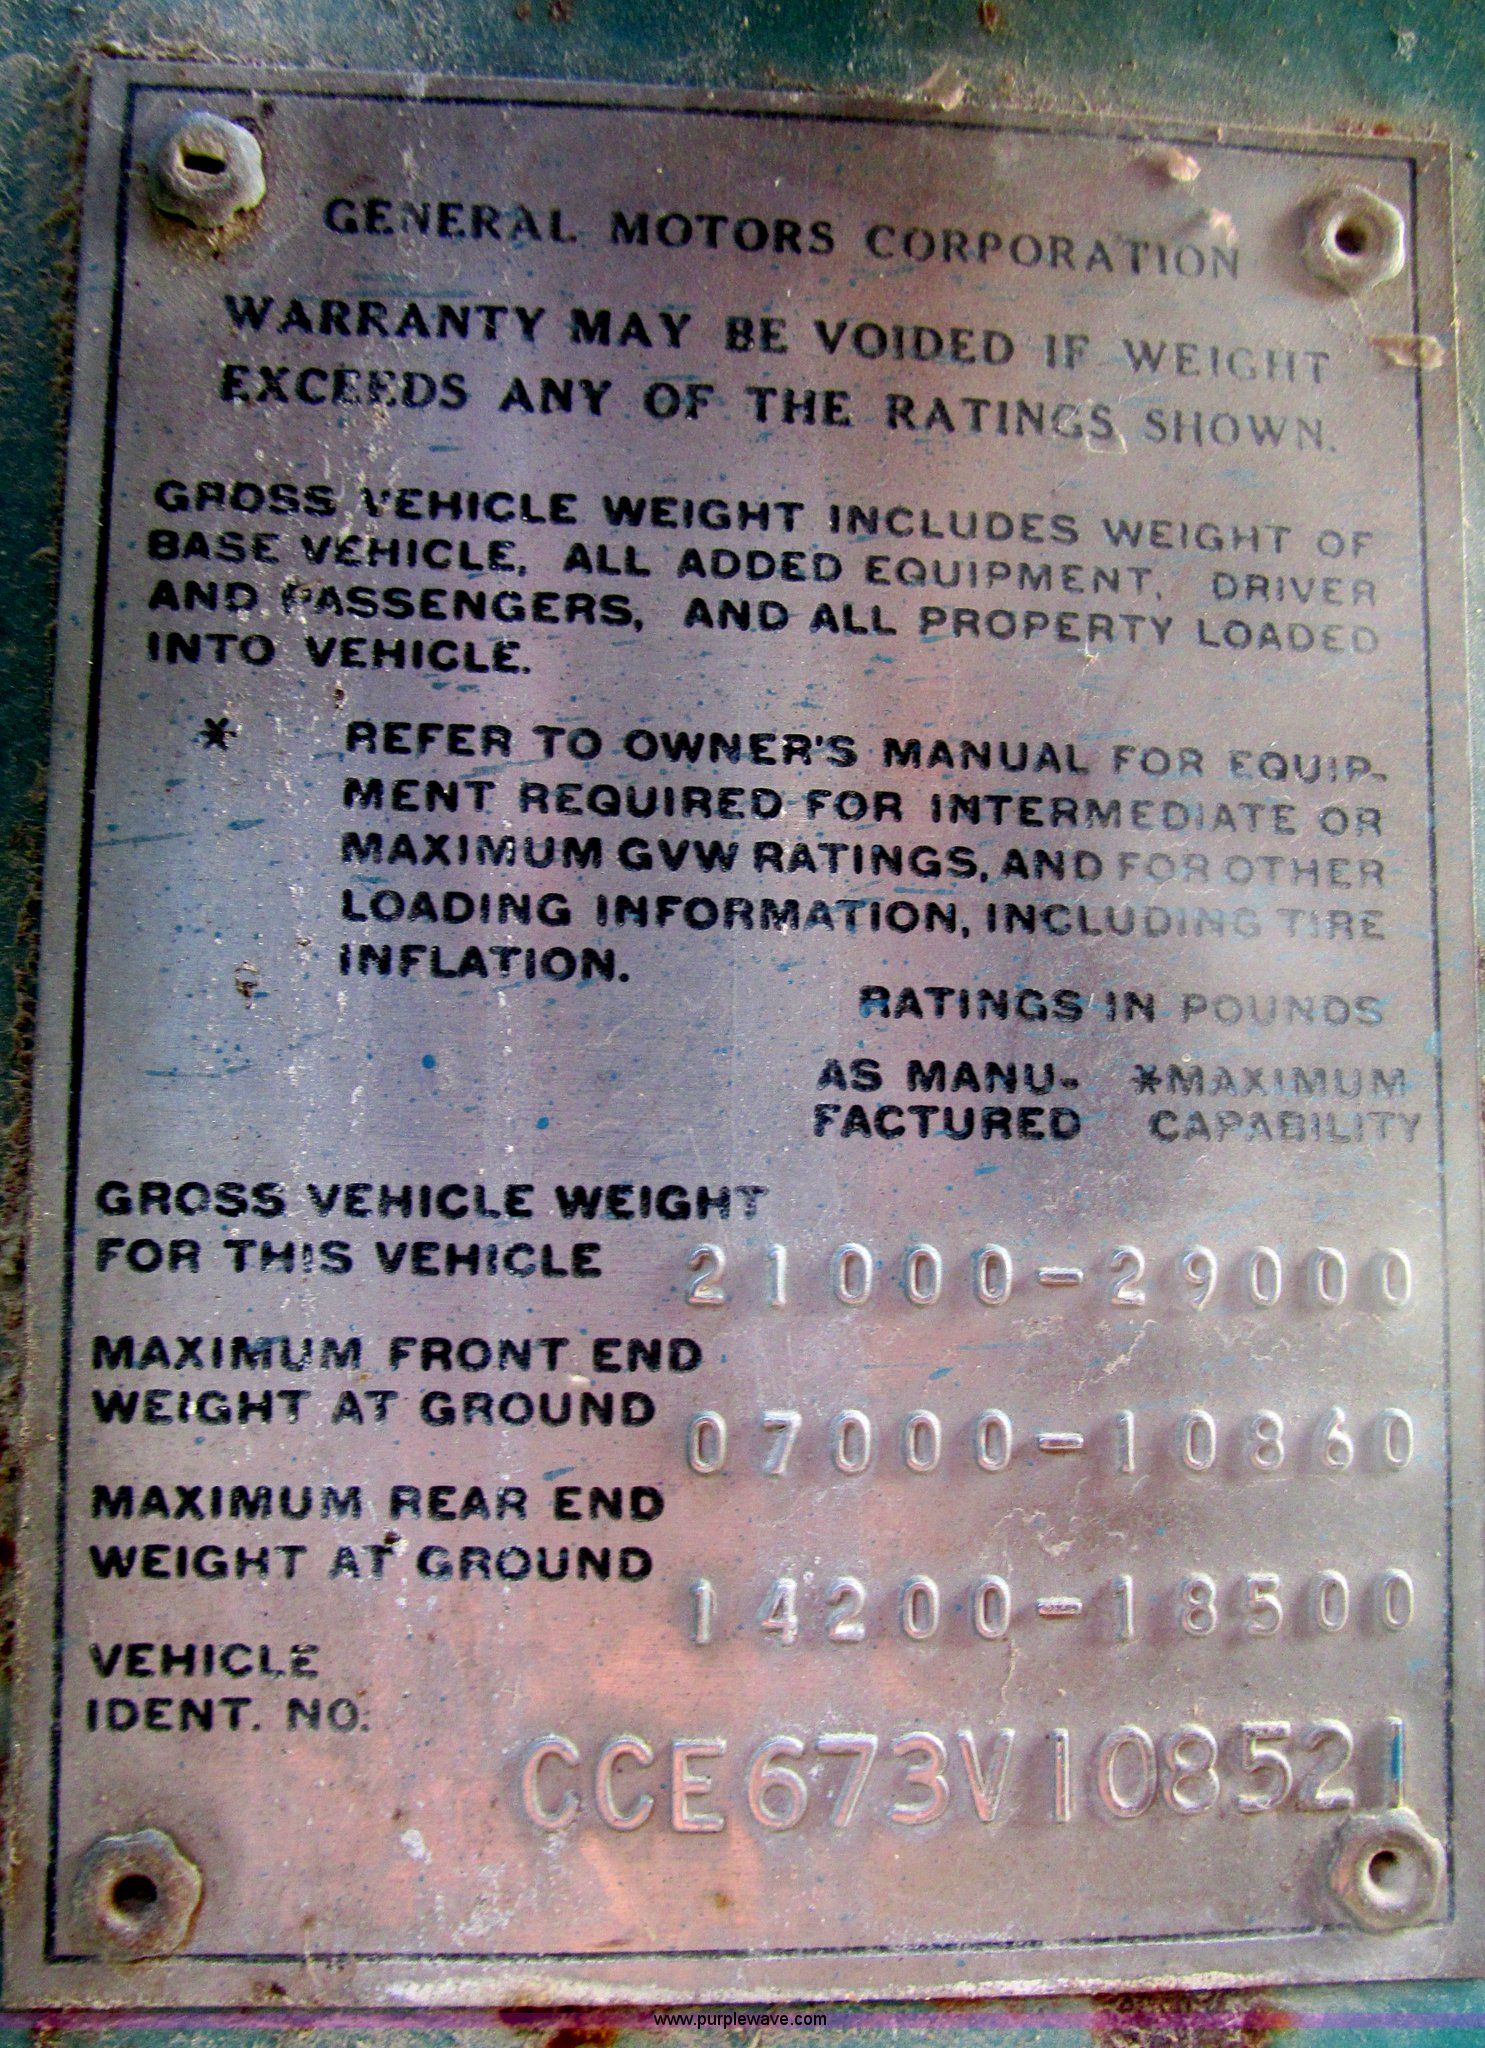 GENERAL MOTORS CORPORATION
WARRANTY MAY BE VOIDED IF WEIGHT
EXCEEDS ANY OF THE RATINGS SHOWN.
GROSS VEHICLE WEIGHT INCLUDES WEIGHT OF
BASE VEHICLE, ALL ADDED EQUIPMENT, DRIVER
AND PASSENGERS, AND ALL PROPERTY LOADED
INTO VEHICLE.
* REFER TO OWNER'S MANUAL FOR EQUIP-
MENT REQUIRED FOR INTERMEDIATE OR
MAXIMUM GVW RATINGS, AND FOR OTHER
LOADING INFORMATION, INCLUDING TIRE
INFLATION.
RATINGS IN POUNDS
AS MANU- *MAXIMUM
FACTURED CAPABILITY
GROSS VEHICLE WEIGHT
FOR THIS VEHICLE 21000-29000
MAXIMUM FRONT END
WEIGHT AT GROUND 07000-10860
MAXIMUM REAR END
WEIGHT AT GROUND 14200-18500
VEHICLE
IDENT. NO. CCE673V108521
www.purplewave.com